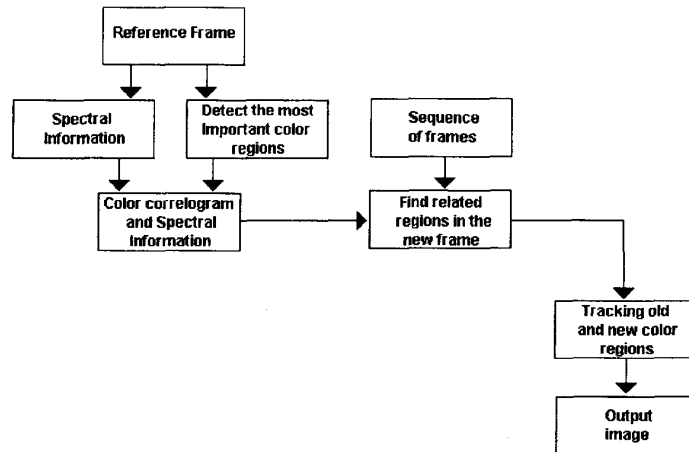 Reference Frame
Spectral
Information
Detect the most
Important color
regions
Sequence
of frames
Color correlogram
and Spectral
Information
Find related
regions in the
new frame
Tracking old
and new color
regions
Output
image